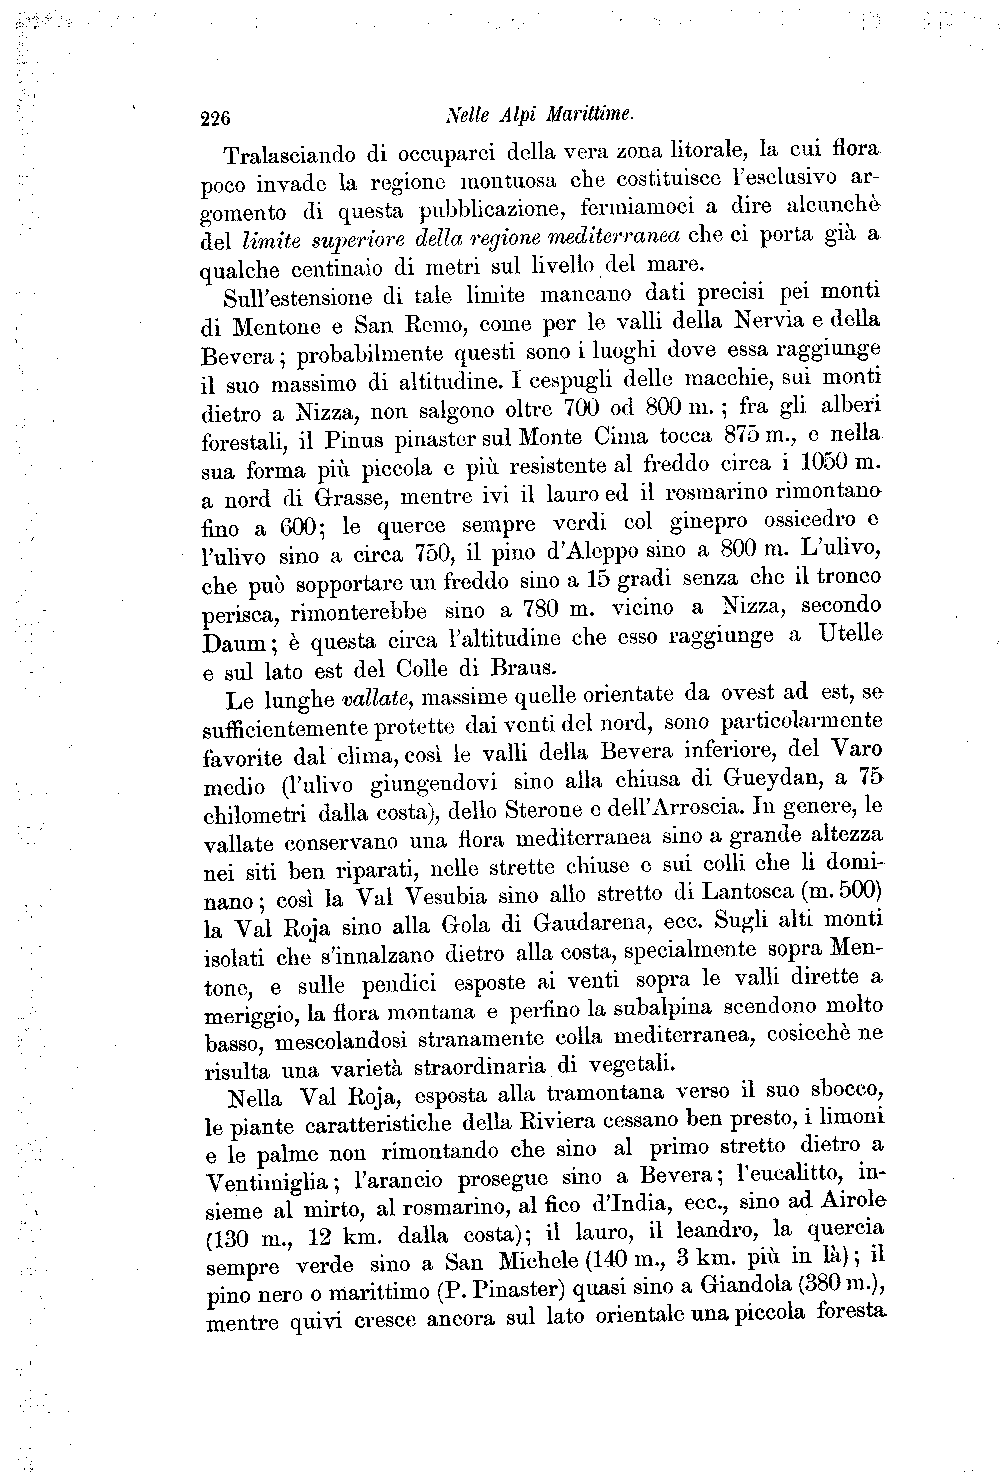 226 Nelle Alpi Marittime.
Tralasciando di occuparci della vera zona litorale, la cui flora
poco invade la regione montuosa che costituisce l'esclusivo ar-
gomento di questa pubblicazione, fermiamoci a dire alcunchè
del limite superiore della regione mediterranea che ci porta già a
qualche centinaio di metri sul livello del mare.
Sull'estensione di tale limite mancano dati precisi pei monti
di Mentone e San Remo, come per le valli della Nervia e della
Bevera; probabilmente questi sono i luoghi dove essa raggiunge
il suo massimo di altitudine. I cespugli delle macchie, sui monti
dietro a Nizza, non salgono oltre 700 od 800 m. ; fra gli alberi
forestali, il Pinus pinaster sul Monte Cima tocca 875 m., e nella
sua forma più piccola e più resistente al freddo circa i 1050 m.
a nord di Grasse, mentre ivi il lauro ed il rosmarino rimontano
fino a 600; le querce sempre verdi col ginepro ossicedro e
l'ulivo sino a circa 750, il pino d'Aleppo sino a 800 m. L'ulivo,
che può sopportare un freddo sino a 15 gradi senza che il tronco
perisca, rimonterebbe sino a 780 m. vicino a Nizza, secondo
Daum; è questa circa l'altitudine che esso raggiunge a Utelle
e sul lato est del Colle di Braus.
Le lunghe vallate, massime quelle orientate da ovest ad est, se
sufficientemente protette dai venti del nord, sono particolarmente
favorite dal clima, così le valli della Bevera inferiore, del Varo
medio (l'ulivo giungendovi sino alla chiusa di Gueydan, a 75
chilometri dalla costa), dello Sterone e dell'Arroscia. In genere, le
vallate conservano una flora mediterranea sino a grande altezza
nei siti ben riparati, nelle strette chiuse e sui colli che li domi-
nano; così la Val Vesubia sino allo stretto di Lantosca (m. 500)
la Val Roja sino alla Gola di Gaudarena, ecc. Sugli alti monti
isolati che s'innalzano dietro alla costa, specialmente sopra Men-
tone, e sulle pendici esposte ai venti sopra le valli dirette a
meriggio, la flora montana e perfino la subalpina scendono molto
basso, mescolandosi stranamente colla mediterranea, cosicchè ne
risulta una varietà straordinaria di vegetali.
Nella Val Roja, esposta alla tramontana verso il suo sbocco,
le piante caratteristiche della Riviera cessano ben presto, i limoni
e le palme non rimontando che sino al primo stretto dietro a
Ventimiglia; l'arancio prosegue sino a Bevera; l'eucalitto, in-
sieme al mirto, al rosmarino, al fico d'India, ecc., sino ad Airole
(130 m., 12 km. dalla costa); il lauro, il leandro, la quercia
sempre verde sino a San Michele (140 m., 3 km. più in là); il
pino nero o marittimo (P. Pinaster) quasi sino a Giandola (380 m.),
mentre quivi cresce ancora sul lato orientale una piccola foresta